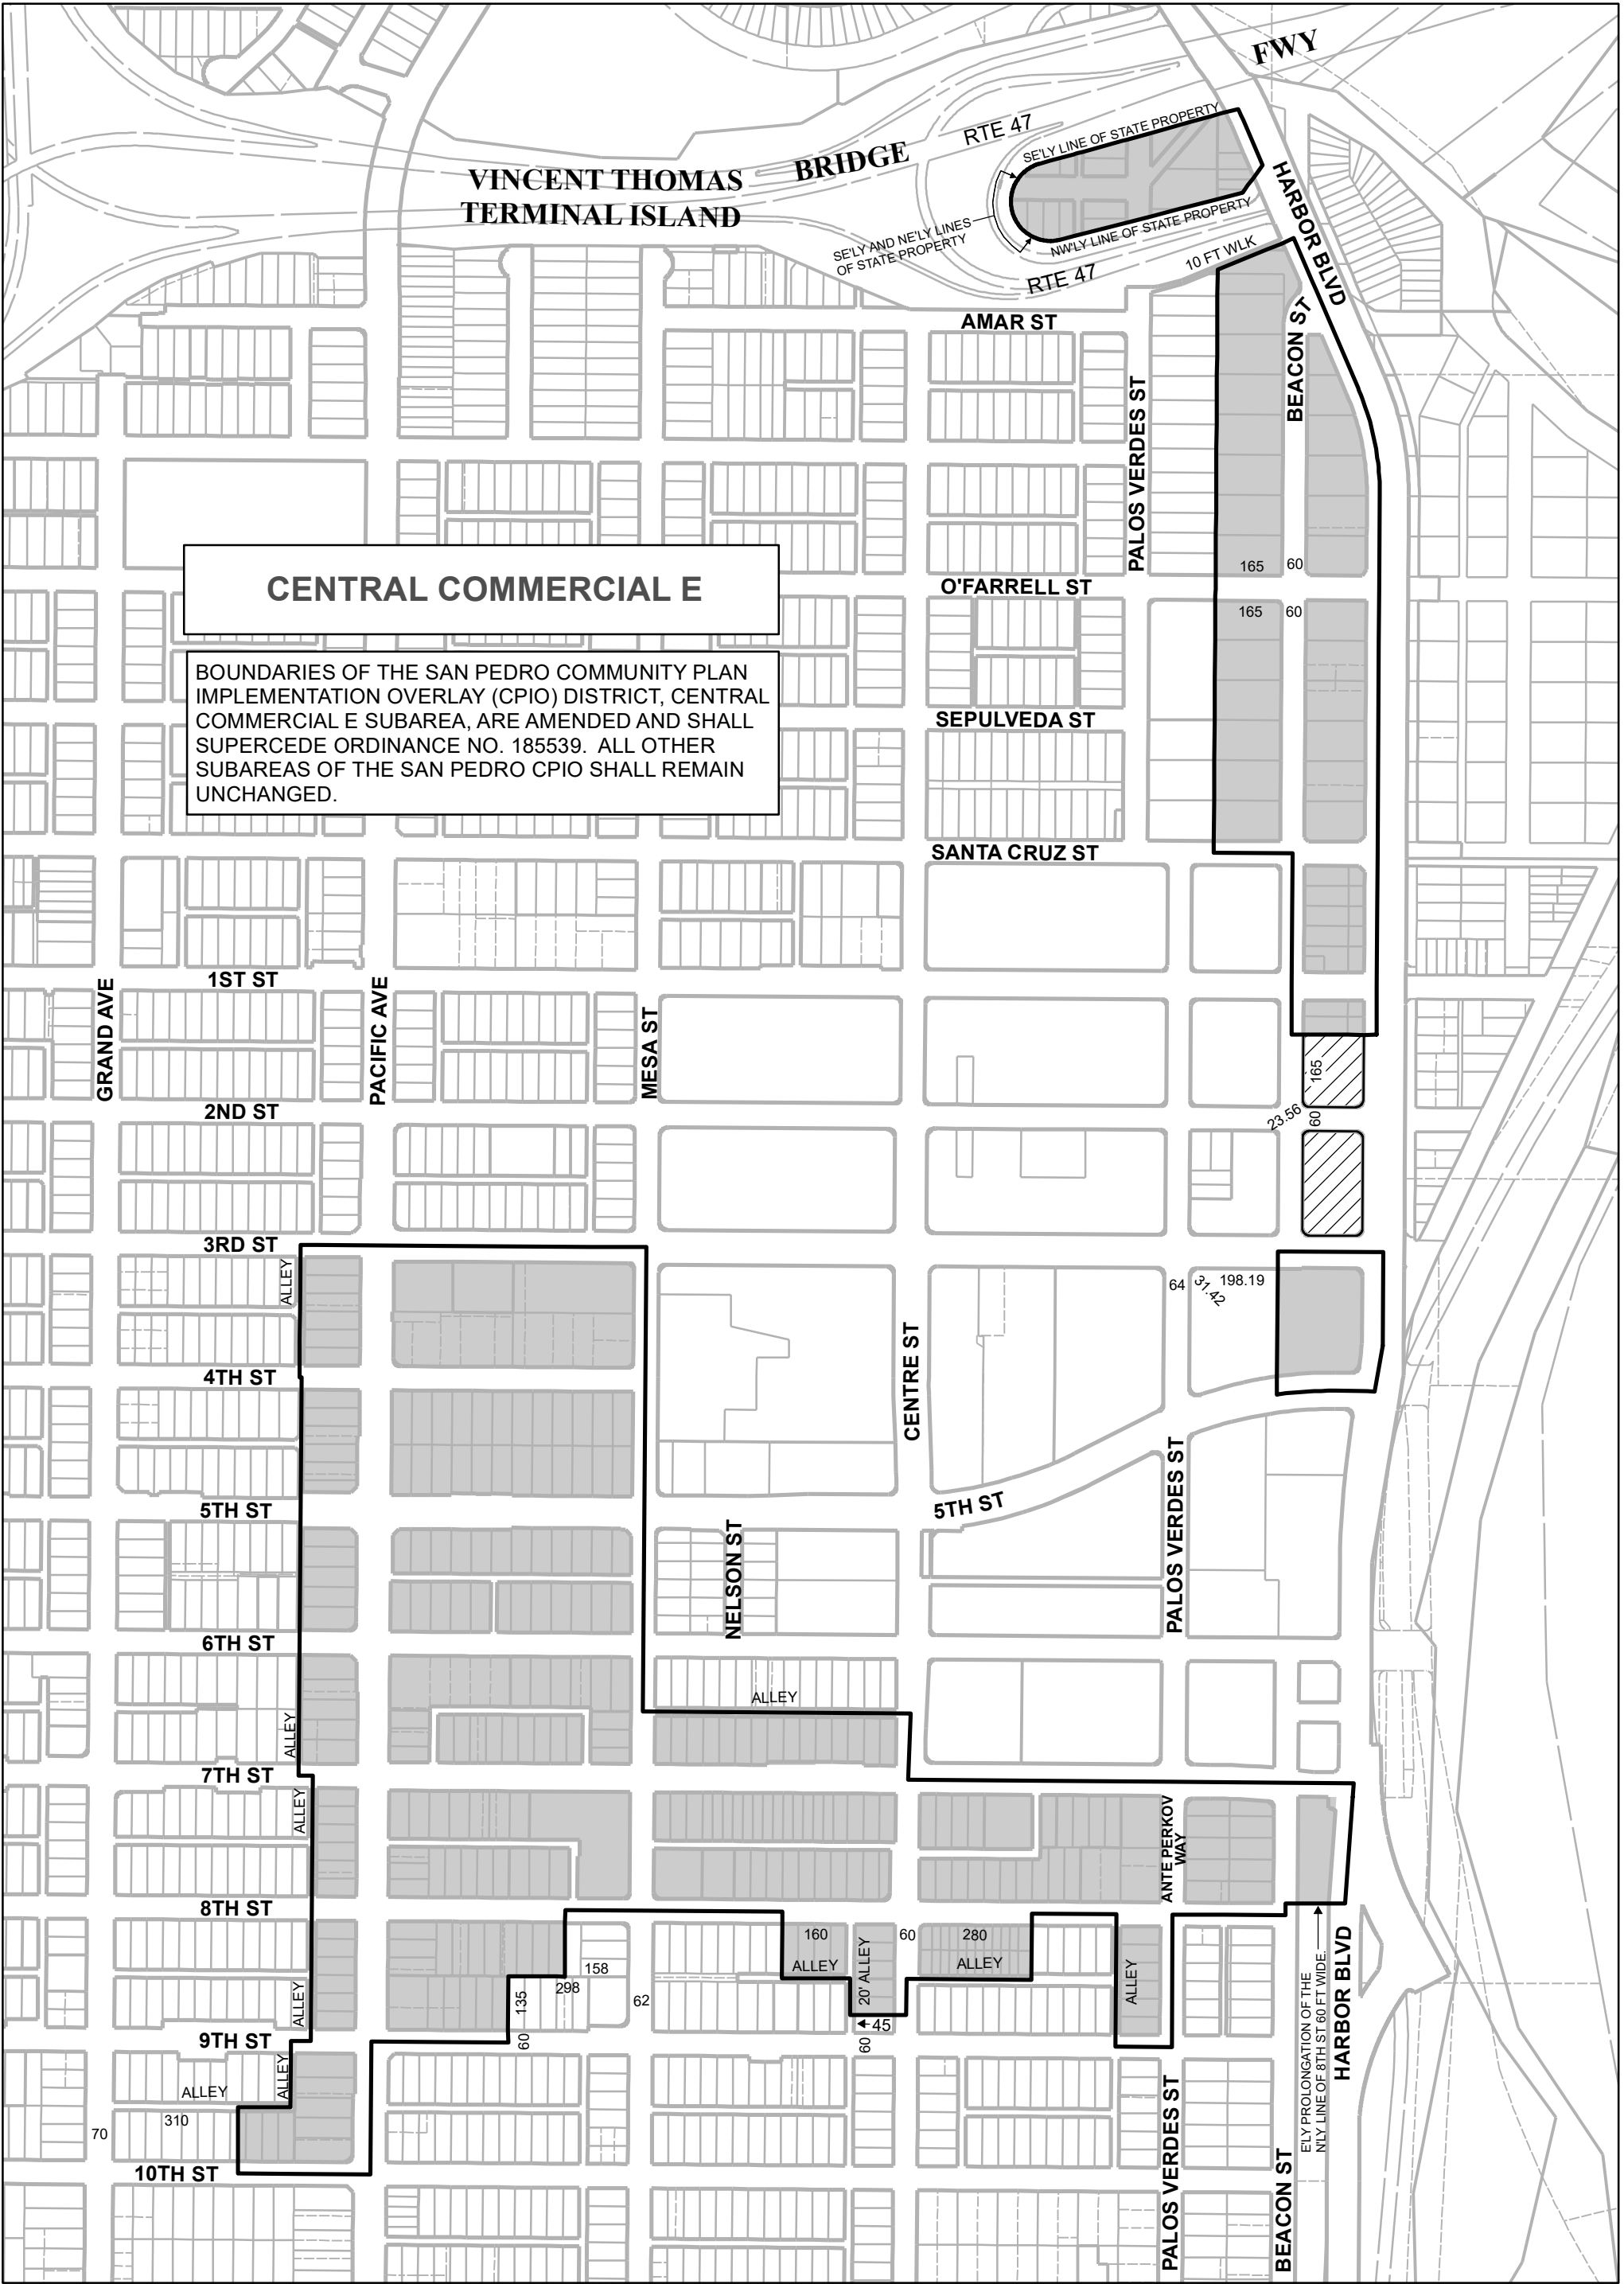 FWY
VINCENT THOMAS
TERMINAL ISLAND
BRIDGE
RTE 47
SE'LY LINE OF STATE PROPERTY
NW'LY LINE OF STATE PROPERTY
SE'LY AND NE'LY LINES
OF STATE PROPERTY
RTE 47
10 FT WLK
HARBOR BLVD
AMAR ST
BEACON ST
PALOS VERDES ST
165
60
CENTRAL COMMERCIAL E
O'FARRELL ST
165
60
BOUNDARIES OF THE SAN PEDRO COMMUNITY PLAN
IMPLEMENTATION OVERLAY (CPIO) DISTRICT, CENTRAL
COMMERCIAL E SUBAREA, ARE AMENDED AND SHALL
SUPERCEDE ORDINANCE NO. 185539. ALL OTHER
SUBAREAS OF THE SAN PEDRO CPIO SHALL REMAIN
UNCHANGED.
SEPULVEDA ST
SANTA CRUZ ST
1ST ST
GRAND AVE
PACIFIC AVE
MESA ST
165
2ND ST
23.56
60
3RD ST
ALLEY
64
31.42
198.19
4TH ST
CENTRE ST
5TH ST
5TH ST
NELSON ST
PALOS VERDES ST
6TH ST
ALLEY
ALLEY
7TH ST
ALLEY
ANTE PERKOV
WAY
8TH ST
160
ALLEY
20' ALLEY
60
280
ALLEY
ALLEY
158
298
135
62
60
ALLEY
45
60
E'LY PROLONGATION OF THE
N'LY LINE OF 8TH ST 60 FT WIDE.
HARBOR BLVD
9TH ST
ALLEY
ALLEY
310
70
10TH ST
PALOS VERDES ST
BEACON ST